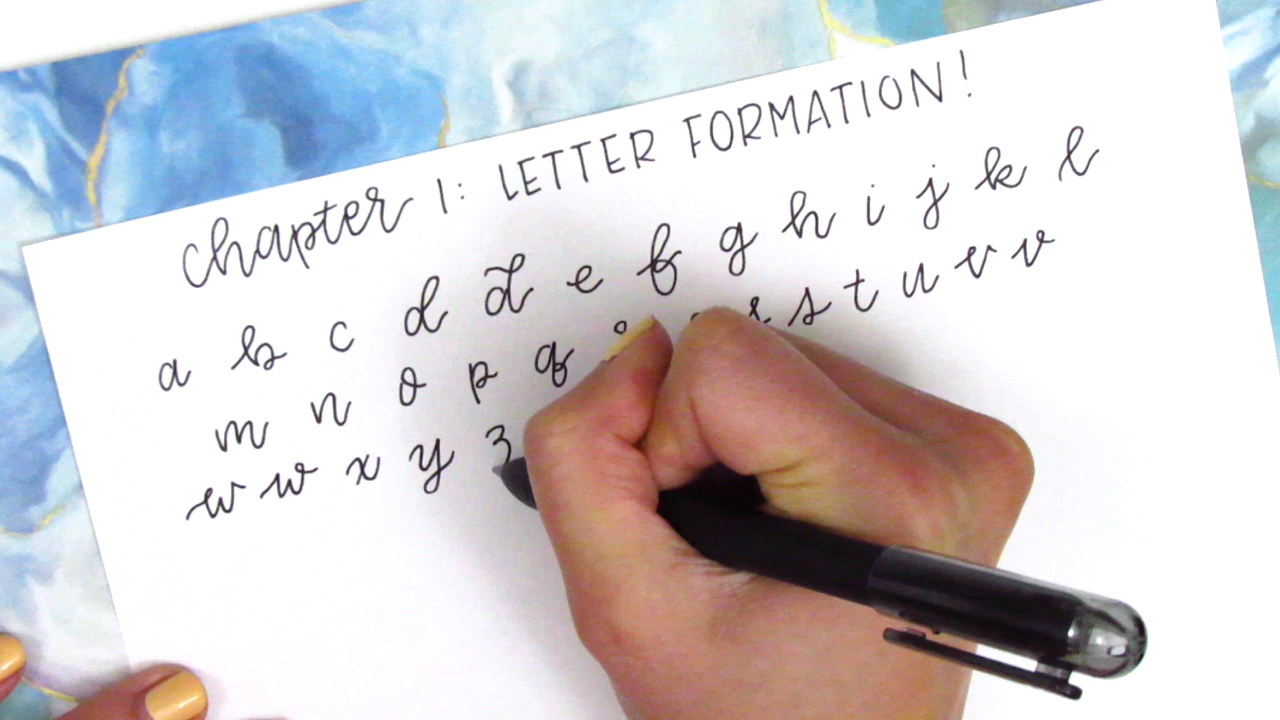 chapter 1: LETTER FORMATION!
a b c d d e f g h i j k l
m n o p q s t u v v
w w x y z